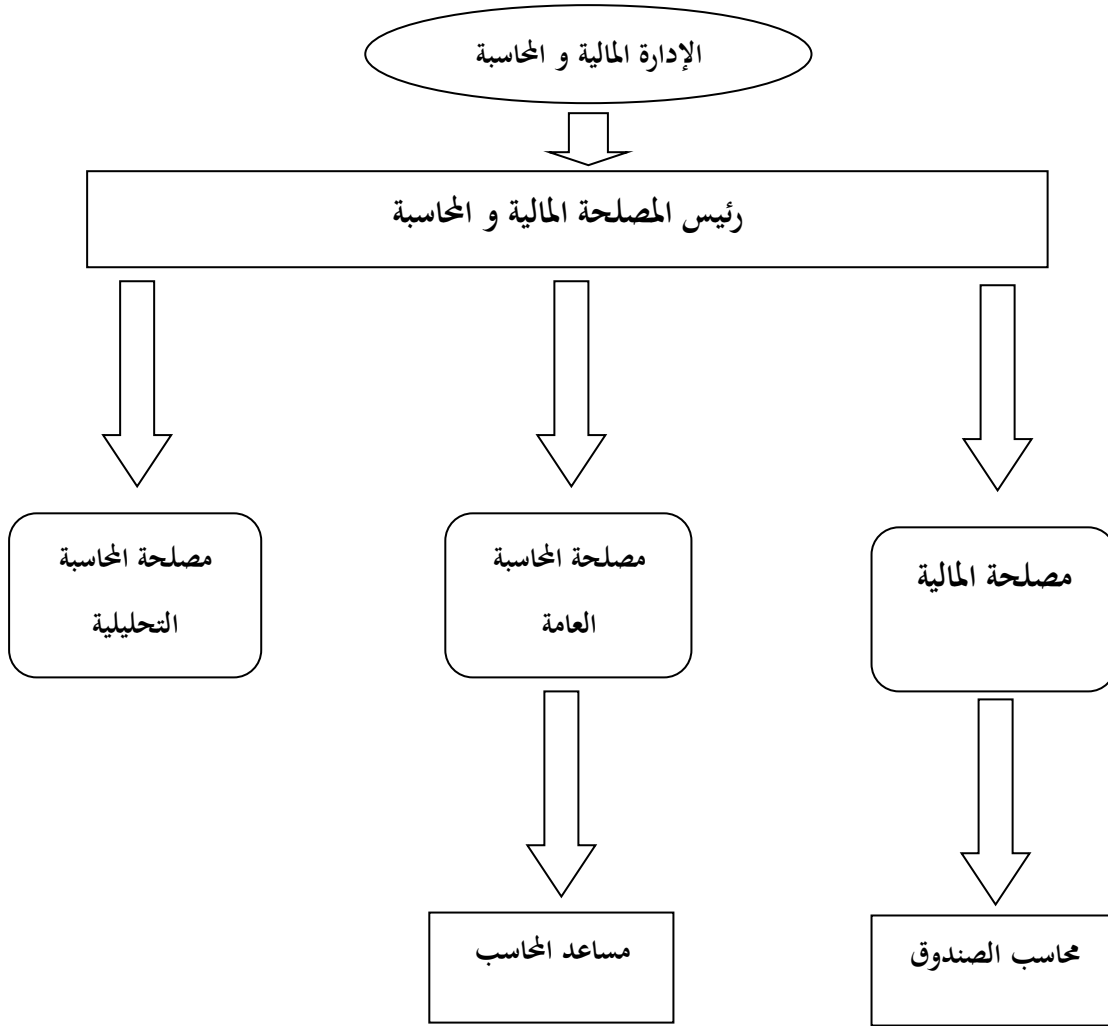 الإدارة المالية و المحاسبة
رئيس المصلحة المالية و المحاسبة
مصلحة المالية
مصلحة المحاسبة
العامة
مصلحة المحاسبة
التحليلية
محاسب الصندوق
مساعد المحاسب